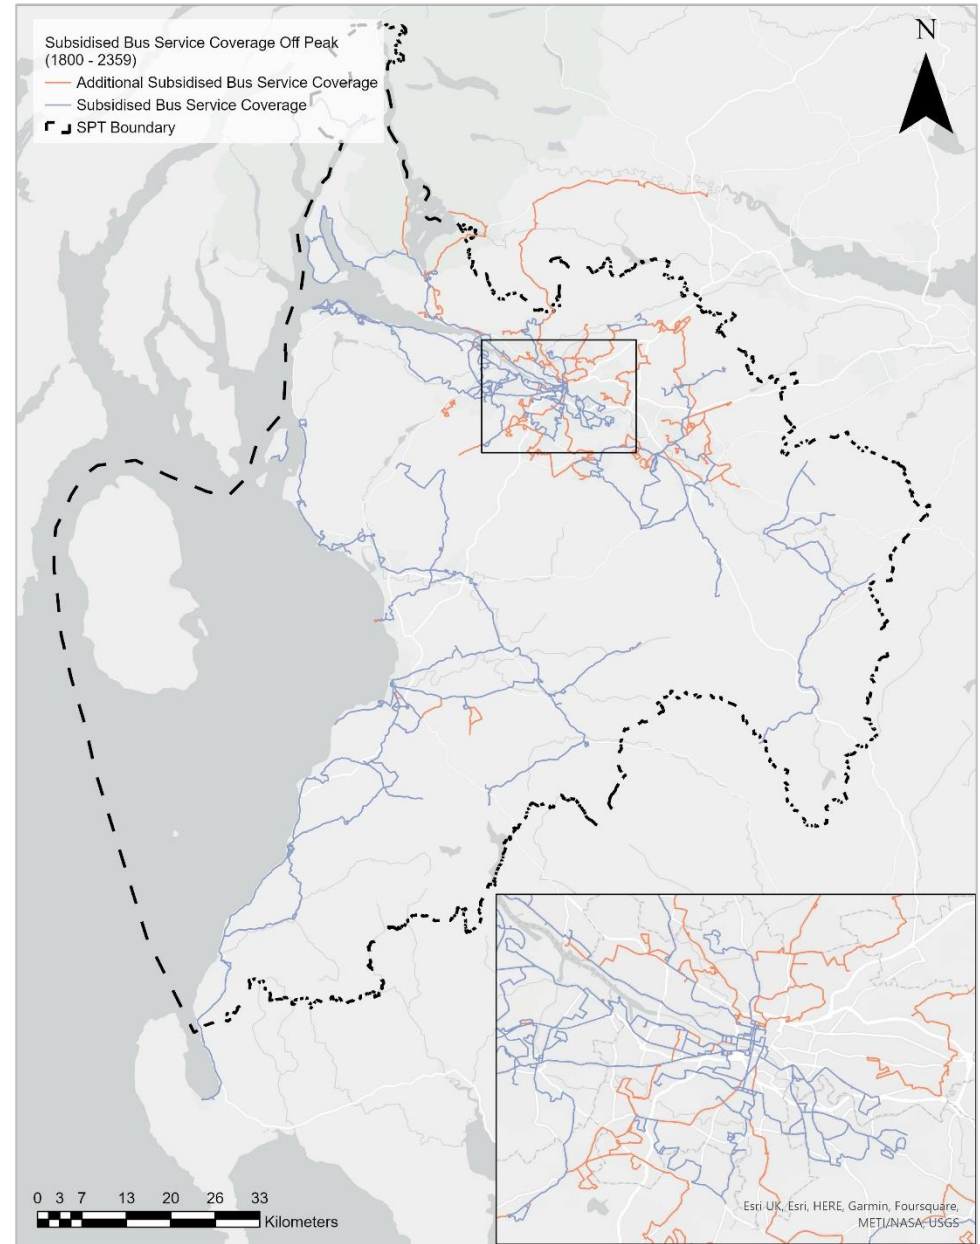 Subsidised Bus Service Coverage Off Peak
(1800 - 2359)
Additional Subsidised Bus Service Coverage
Subsidised Bus Service Coverage
SPT Boundary
N
0 3 7 13 20 26 33
Kilometers
Esri UK, Esri, HERE, Garmin, Foursquare,
METI/NASA, USGS